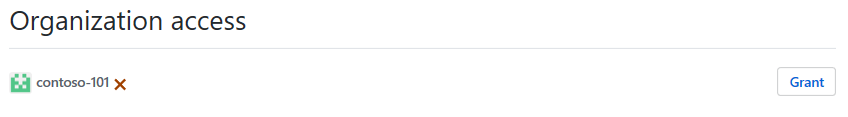 Organization access
contoso-101
Grant